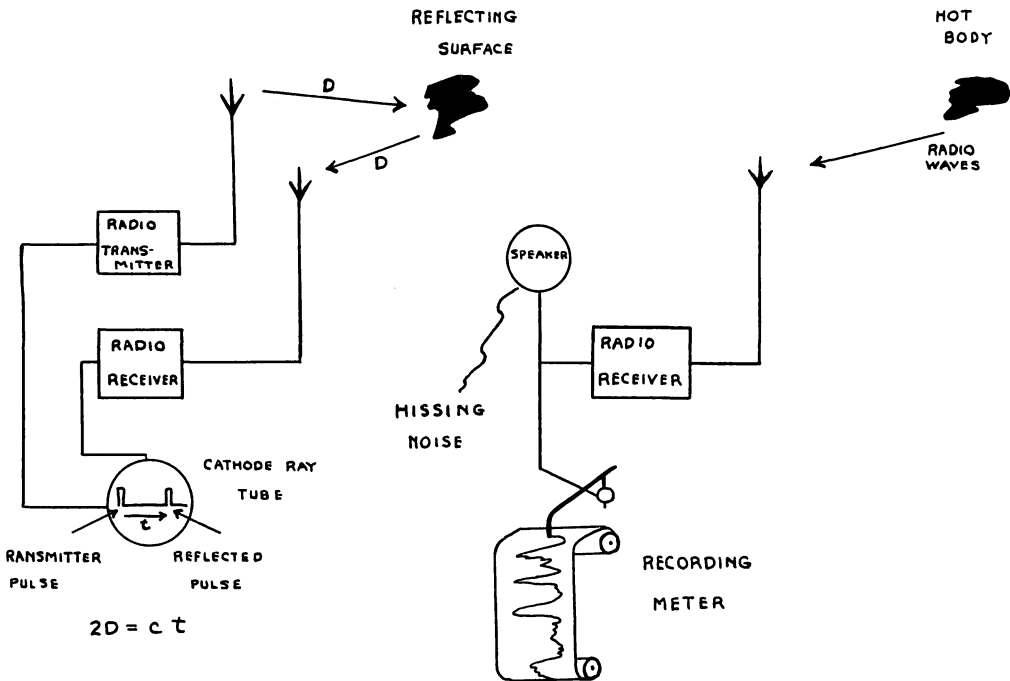 REFLECTING
SURFACE
HOT
BODY
D
D
RADIO
WAVES
RADIO
TRANS-
MITTER
SPEAKER
RADIO
RECEIVER
RADIO
RECEIVER
HISSING
NOISE
CATHODE RAY
TUBE
t
RANSMITTER
PULSE
REFLECTED
PULSE
RECORDING
METER
2D = c t